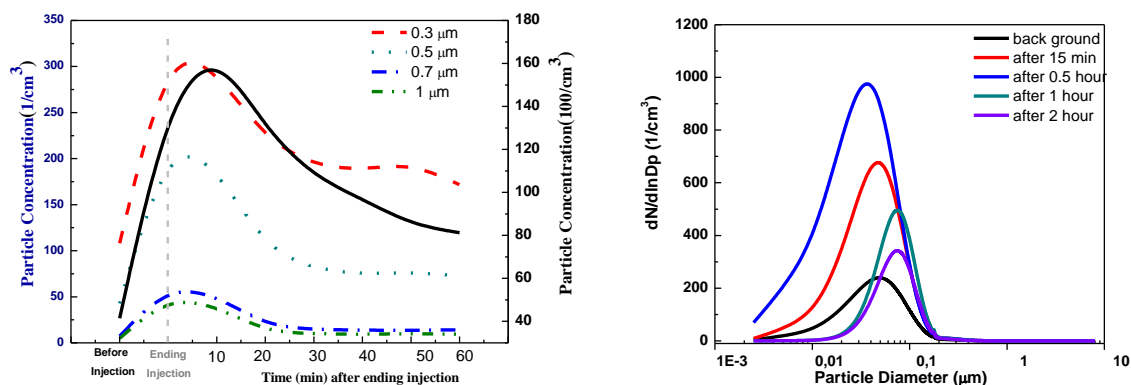 350
300
250
200
150
100
50
0
Particle Concentration(1/cm3)
0.3 μm
0.5 μm
0.7 μm
1 μm
180
160
140
120
100
80
60
40
Particle Concentration(100/cm3)
Before Injection
Ending Injection
10 20 30 40 50 60
Time (min) after ending injection
1200
1000
800
600
400
200
0
dN/dlnDp (1/cm3)
back ground
after 15 min
after 0.5 hour
after 1 hour
after 2 hour
1E-3 0,01 0,1 1 10
Particle Diameter (μm)